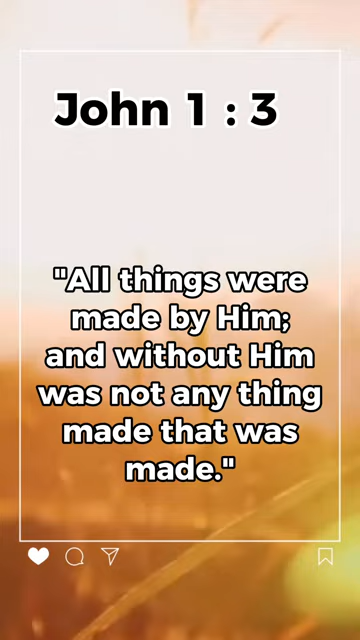 John 1 : 3
"All things were
made by Him;
and without Him
was not any thing
made that was
made."